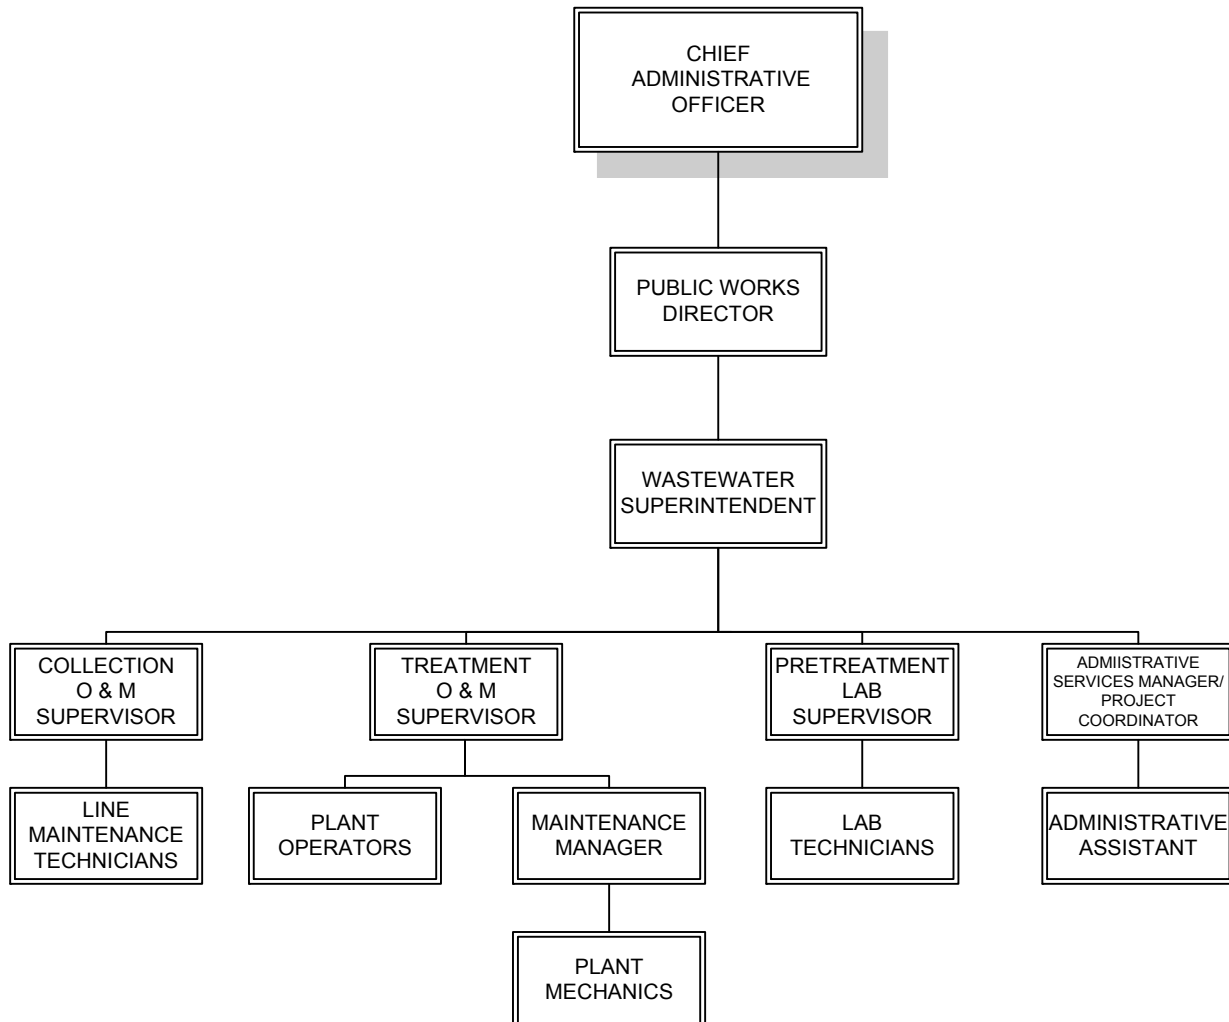 CHIEF
ADMINISTRATIVE
OFFICER
PUBLIC WORKS
DIRECTOR
WASTEWATER
SUPERINTENDENT
COLLECTION
O & M
SUPERVISOR
TREATMENT
O & M
SUPERVISOR
PRETREATMENT
LAB
SUPERVISOR
ADMIISTRATIVE
SERVICES MANAGER/
PROJECT
COORDINATOR
LINE
MAINTENANCE
TECHNICIANS
PLANT
OPERATORS
MAINTENANCE
MANAGER
LAB
TECHNICIANS
ADMINISTRATIVE
ASSISTANT
PLANT
MECHANICS